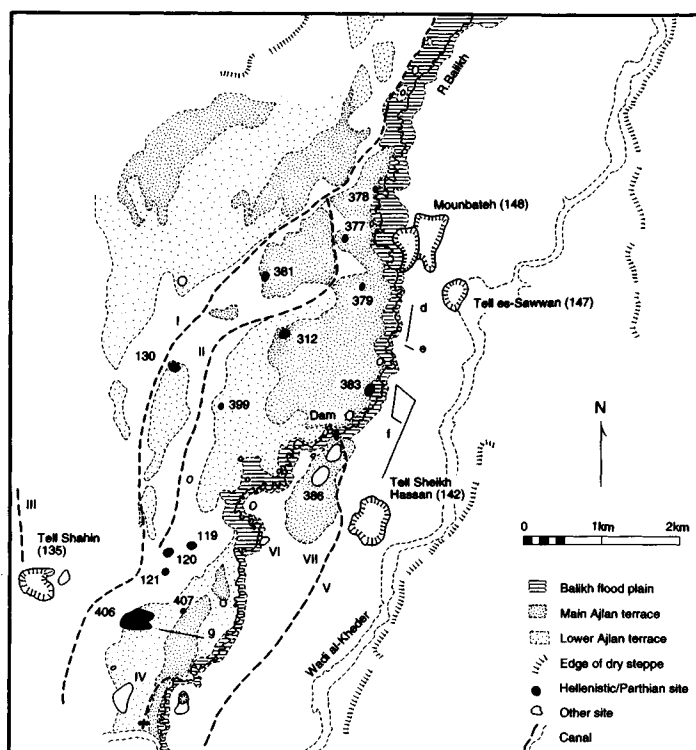 R.Balikh
378
Mounbateh (148)
377
381
379
Tell es-Sawwan (147)
I
d
II
312
e
130
383
399
Dam
f
N
386
Tell Sheikh
Hassan (142)
III
0 1km 2km
Tell Shahin
(135)
119
120
VI
VII
121
V
Balikh flood plain
406
407
Main Ajlan terrace
g
Lower Ajlan terrace
Wadi al-Kheder
Edge of dry steppe
IV
Hellenistic/Parthian site
Other site
Canal